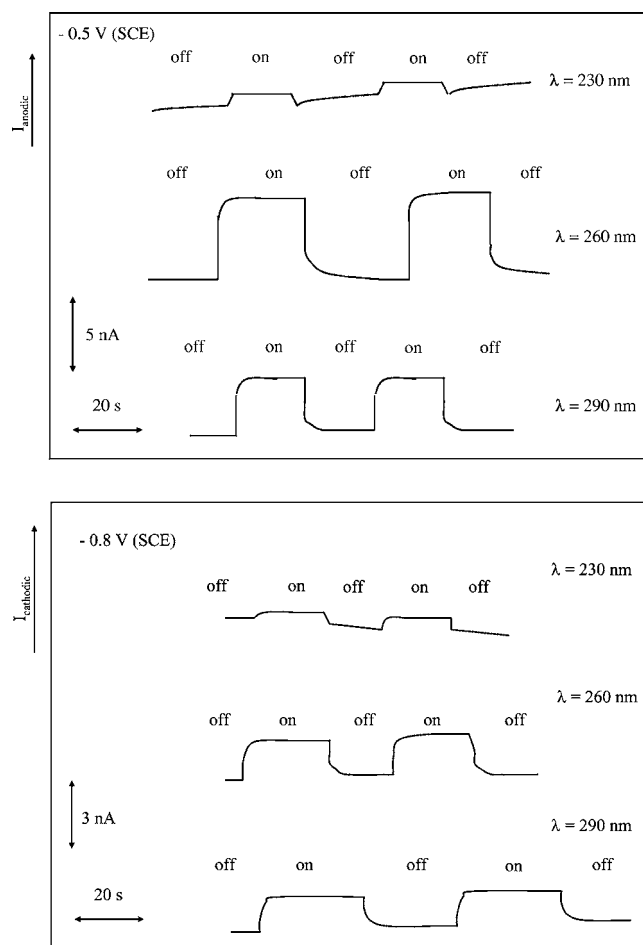 - 0.5 V (SCE)
off on off on off
λ = 230 nm
I anodic
off on off on off
λ = 260 nm
5 nA
off on off on off
20 s
λ = 290 nm
- 0.8 V (SCE)
λ = 230 nm
off on off on off
I cathodic
λ = 260 nm
off on off on off
3 nA
λ = 290 nm
off on off on off
20 s